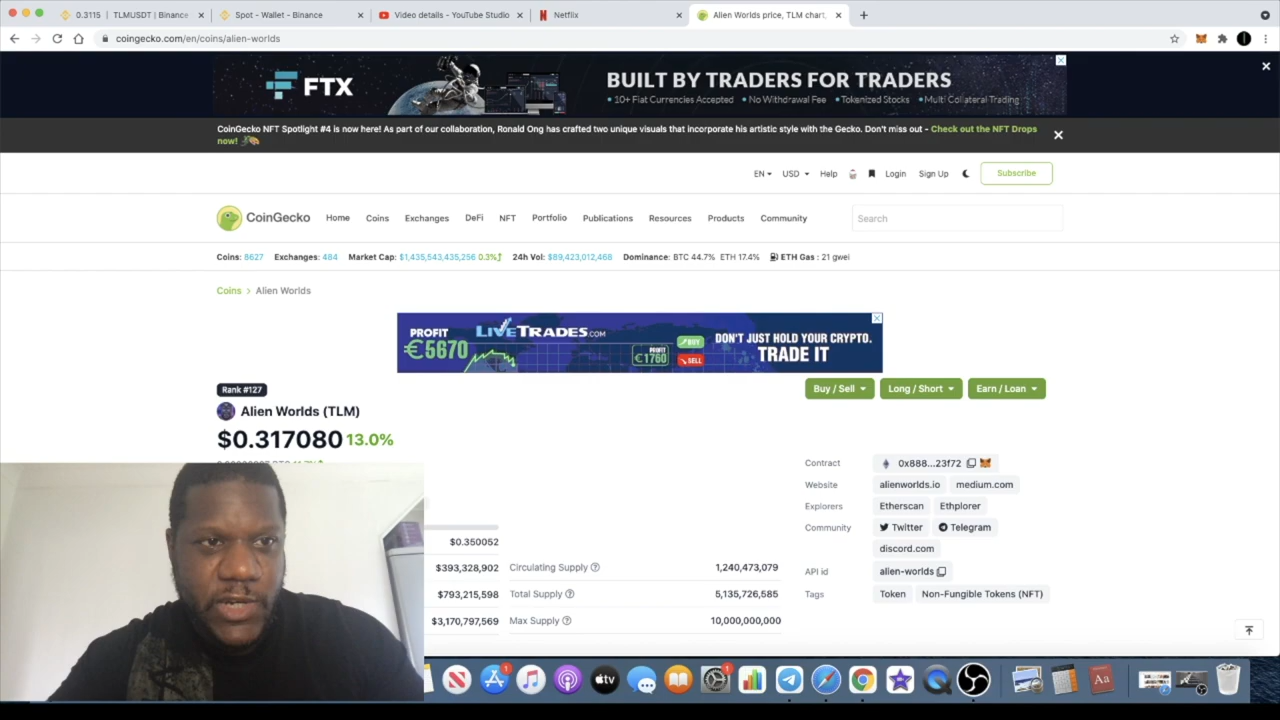 0.3115 | TLMUSDT | Binance
Spot - Wallet - Binance
Video details - YouTube Studio
Netflix
Alien Worlds price, TLM chart,
coingecko.com/en/coins/alien-worlds
FTX
BUILT BY TRADERS FOR TRADERS
• 10+ Fiat Currencies Accepted • No Withdrawal Fee • Tokenized Stocks • Multi Collateral Trading
CoinGecko NFT Spotlight #4 is now here! As part of our collaboration, Ronald Ong has crafted two unique visuals that incorporate his artistic style with the Gecko. Don't miss out - Check out the NFT Drops
now!
EN USD Help Login Sign Up Subscribe
CoinGecko Home Coins Exchanges DeFi NFT Portfolio Publications Resources Products Community Search
Coins: 8627 Exchanges: 484 Market Cap: $1,435,543,435,256 0.3% 24h Vol: $89,423,012,468 Dominance: BTC 44.7% ETH 17.4% ETH Gas : 21 gwei
Coins > Alien Worlds
PROFIT
€5670
LIVETRADES.COM
PROFIT
€1760
BUY
SELL
DON'T JUST HOLD YOUR CRYPTO.
TRADE IT
Rank #127
Buy / Sell Long / Short Earn / Loan
Alien Worlds (TLM)
$0.317080 13.0%
Contract 0x888...23f72
Website alienworlds.io medium.com
Explorers Etherscan Ethplorer
Community Twitter Telegram
discord.com
API id alien-worlds
Tags Token Non-Fungible Tokens (NFT)
$0.350052
$393,328,902 Circulating Supply 1,240,473,079
$793,215,598 Total Supply 5,135,726,585
$3,170,797,569 Max Supply 10,000,000,000
1
tv
1
Aa